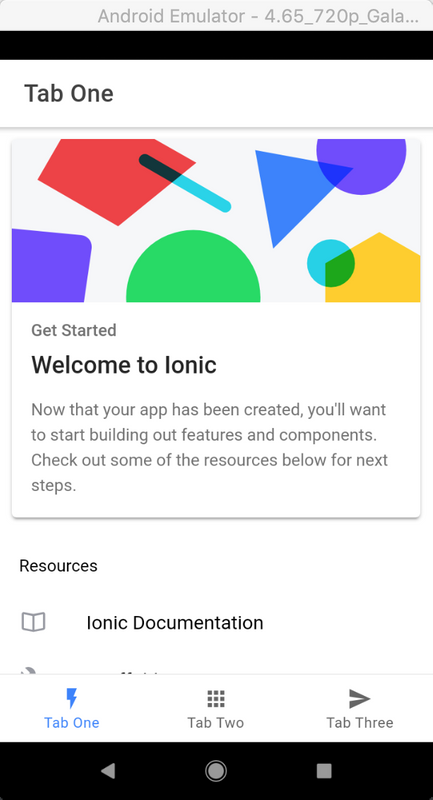 Android Emulator - 4.65_720p_Gala...
Tab One
Get Started
Welcome to Ionic
Now that your app has been created, you'll want
to start building out features and components.
Check out some of the resources below for next
steps.
Resources
Ionic Documentation
Tab One
Tab Two
Tab Three